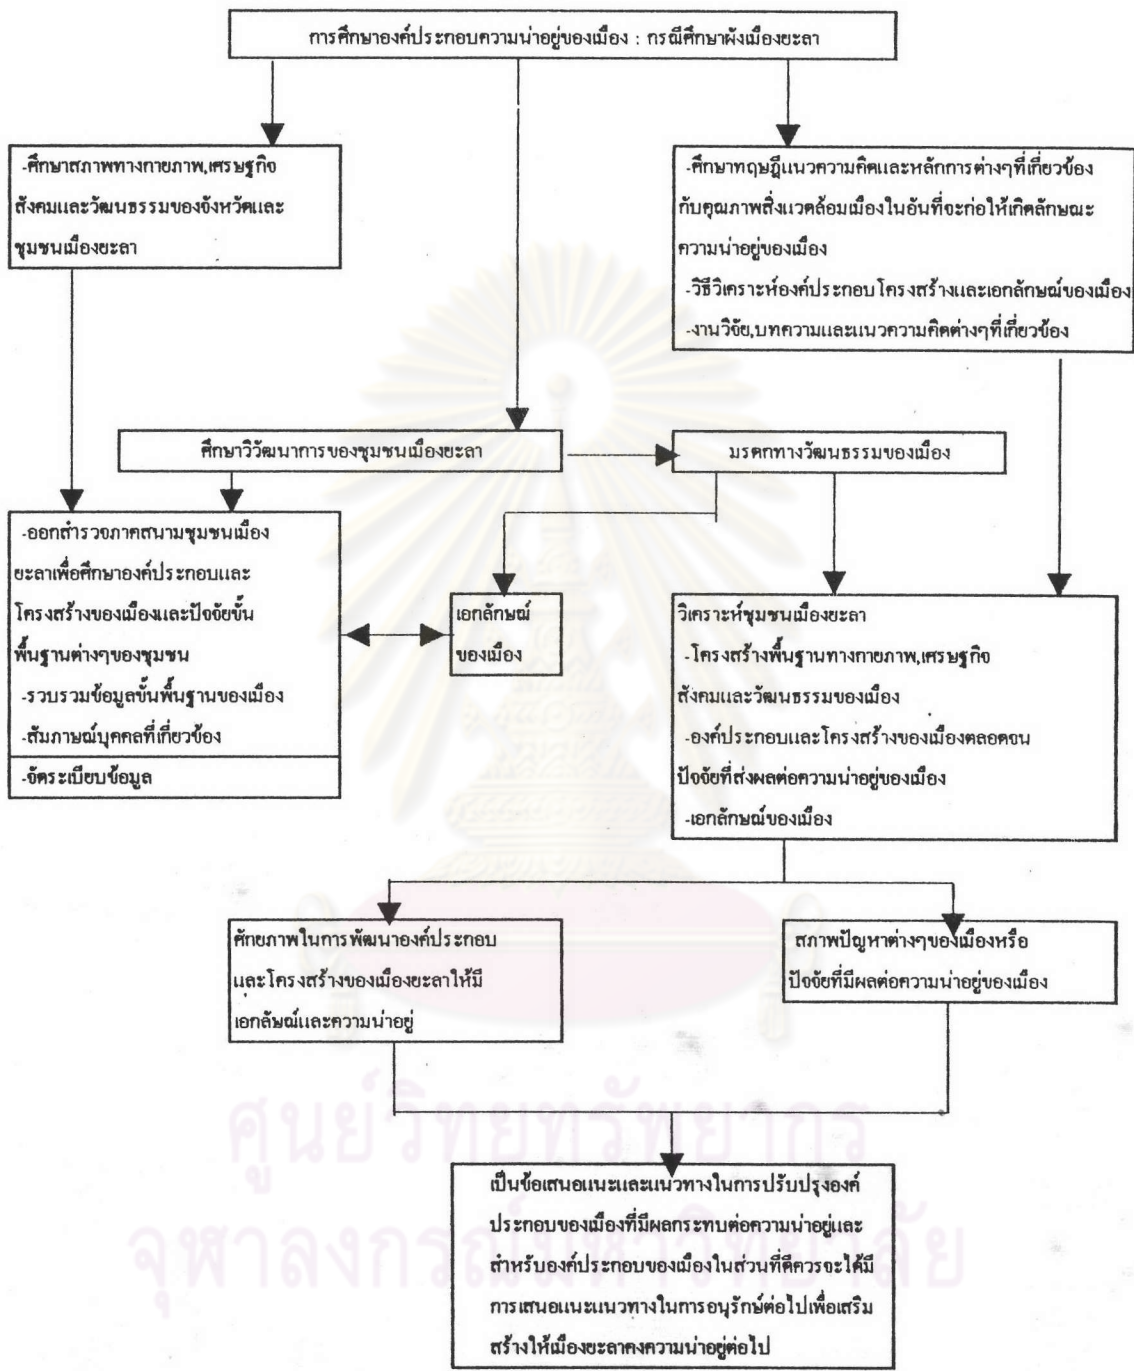 การศึกษาองค์ประกอบความน่าอยู่ของเมือง : กรณีศึกษาผังเมืองยะลา
-ศึกษาสภาพทางกายภาพ,เศรษฐกิจ
สังคมและวัฒนธรรมของจังหวัดและ
ชุมชนเมืองยะลา
-ศึกษาทฤษฎีแนวความคิดและหลักการต่างๆที่เกี่ยวข้อง
กับคุณภาพสิ่งแวดล้อมเมืองในอันที่จะก่อให้เกิดลักษณะ
ความน่าอยู่ของเมือง
-วิธีวิเคราะห์องค์ประกอบโครงสร้างและเอกลักษณ์ของเมือง
-งานวิจัย,บทความและแนวความคิดต่างๆที่เกี่ยวข้อง
ศึกษาวิวัฒนาการของชุมชนเมืองยะลา
มรดกทางวัฒนธรรมของเมือง
-ออกสำรวจภาคสนามชุมชนเมือง
ยะลาเพื่อศึกษาองค์ประกอบและ
โครงสร้างของเมืองและปัจจัยขั้น
พื้นฐานต่างๆของชุมชน
-รวบรวมข้อมูลขั้นพื้นฐานของเมือง
-สัมภาษณ์บุคคลที่เกี่ยวข้อง
-จัดระเบียบข้อมูล
เอกลักษณ์
ของเมือง
วิเคราะห์ชุมชนเมืองยะลา
-โครงสร้างพื้นฐานทางกายภาพ,เศรษฐกิจ
สังคมและวัฒนธรรมของเมือง
-องค์ประกอบและโครงสร้างของเมืองตลอดจน
ปัจจัยที่ส่งผลต่อความน่าอยู่ของเมือง
-เอกลักษณ์ของเมือง
ศักยภาพในการพัฒนาองค์ประกอบ
และโครงสร้างของเมืองยะลาให้มี
เอกลัษณ์และความน่าอยู่
สภาพปัญหาต่างๆของเมืองหรือ
ปัจจัยที่มีผลต่อความน่าอยู่ของเมือง
เป็นข้อเสนอแนะและแนวทางในการปรับปรุงองค์
ประกอบของเมืองที่มีผลกระทบต่อความน่าอยู่และ
สำหรับองค์ประกอบของเมืองในส่วนที่ดีควรจะได้มี
การเสนอแนะแนวทางในการอนุรักษ์ต่อไปเพื่อเสริม
สร้างให้เมืองยะลาคงความน่าอยู่ต่อไป
ศูนย์วิทยทรัพยากร
จุฬาลงกรณ์มหาวิทยาลัย